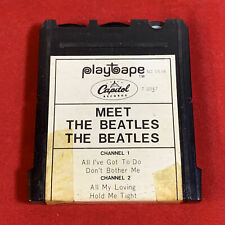 playtape
Capitol
RECORDS
MEET
THE BEATLES
THE BEATLES
CHANNEL 1
All I've Got To Do
Don't Bother Me
CHANNEL 2
All My Loving
Hold Me Tight